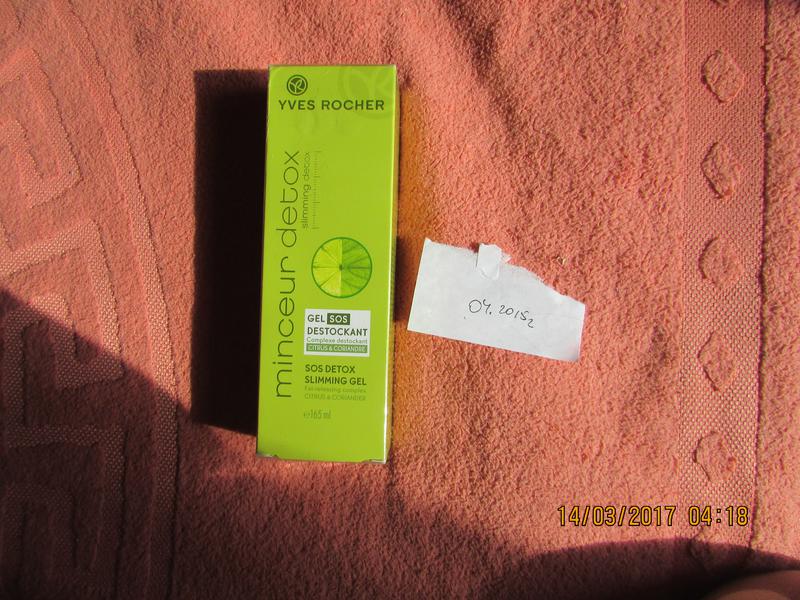 YVES ROCHER
minceur detox
slimming detox
GEL SOS
DESTOCKANT
Complexe destockant
CITRUS & CORIANDRE
SOS DETOX
SLIMMING GEL
Fat-releasing complex
CITRUS & CORIANDER
e 165 ml
04.2015
14/03/2017 04:18